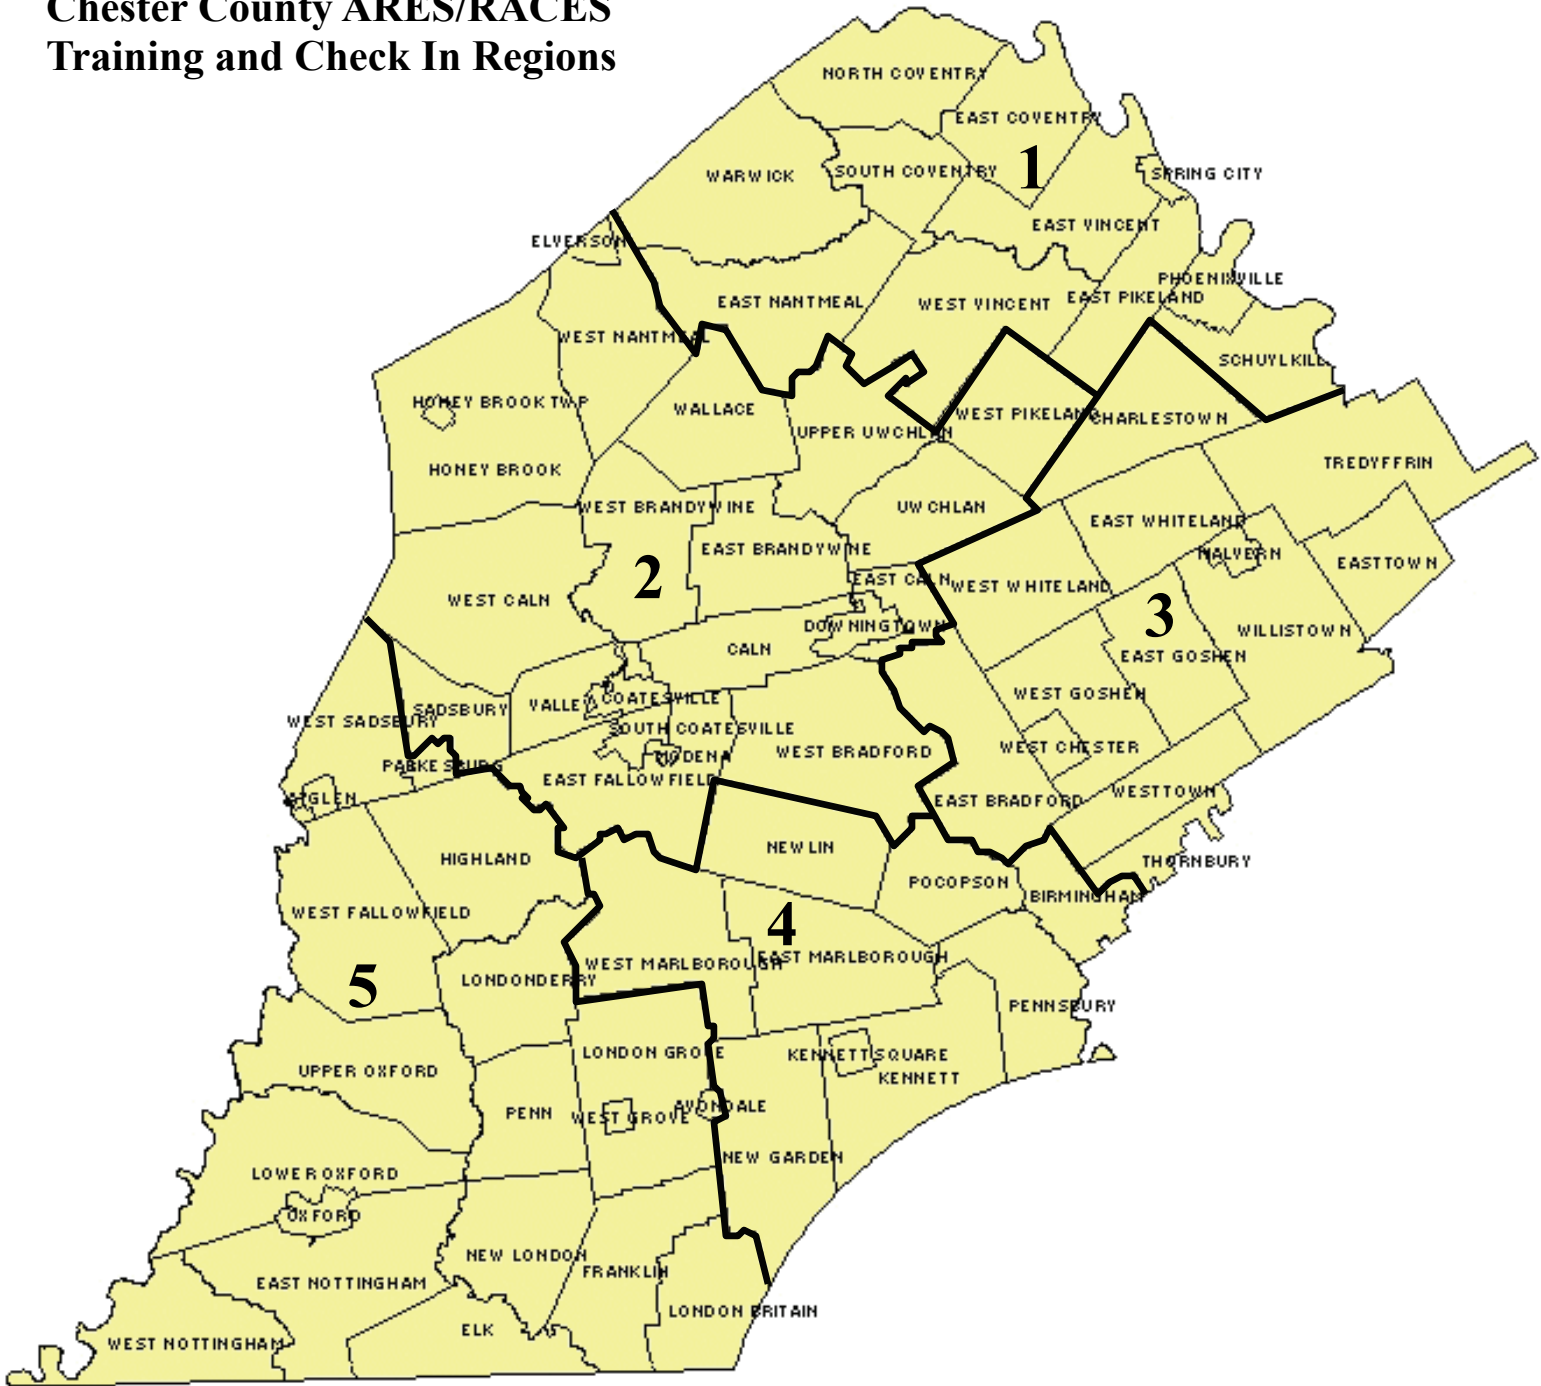 Chester County ARES/RACES
Training and Check In Regions
NORTH COVENTRY
EAST COVENTRY
1
WARWICK
SOUTH COVENTRY
SPRING CITY
EAST VINCENT
ELVERSON
PHOENIXVILLE
EAST NANTMEAL
WEST VINCENT
EAST PIKELAND
WEST NANTMEAL
SCHUYLKILL
HONEY BROOK TWP
WALLACE
WEST PIKELAND
CHARLESTOWN
UPPER UWCHLAN
TREDYFFRIN
HONEY BROOK
WEST BRANDYWINE
UWCHLAN
EAST WHITELAND
EAST BRANDYWINE
MALVERN
EASTTOWN
2
EAST CALN
WEST WHITELAND
WEST CALN
3
DOWNINGTOWN
WILLISTOWN
CALN
EAST GOSHEN
WEST GOSHEN
VALLEY
COATESVILLE
SADSBURY
WEST SADSBURY
SOUTH COATESVILLE
WEST CHESTER
WEST BRADFORD
MODENA
PARKESBURG
EAST FALLOWFIELD
WESTTOWN
ATGLEN
EAST BRADFORD
NEWLIN
HIGHLAND
THORNBURY
POCOPSON
BIRMINGHAM
WEST FALLOWFIELD
4
EAST MARLBOROUGH
WEST MARLBOROUGH
LONDONDERRY
5
PENNSBURY
LONDON GROVE
KENNETT SQUARE
UPPER OXFORD
KENNETT
AVONDALE
PENN
WEST GROVE
NEW GARDEN
LOWER OXFORD
OXFORD
NEW LONDON
FRANKLIN
EAST NOTTINGHAM
LONDON BRITAIN
ELK
WEST NOTTINGHAM